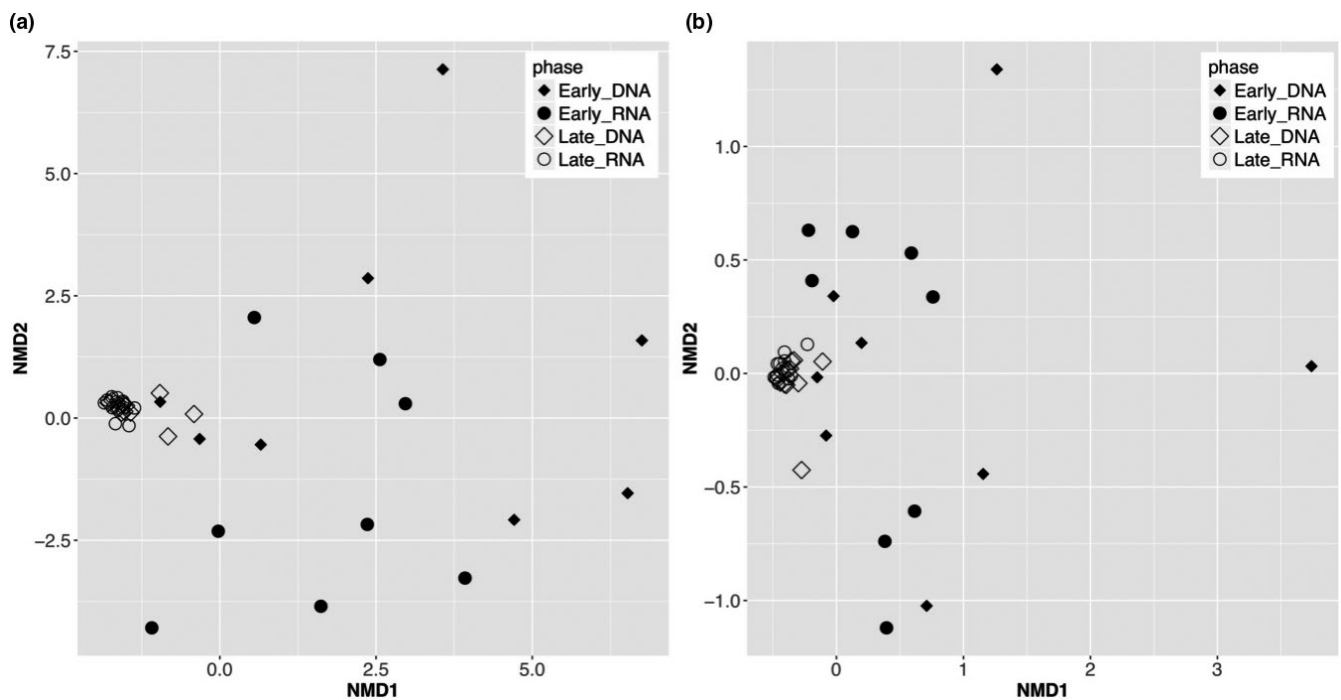 (a)
7.5
5.0
2.5
0.0
−2.5
NMD2
0.0 2.5 5.0
NMD1
phase
Early_DNA
Early_RNA
Late_DNA
Late_RNA
(b)
1.0
0.5
0.0
−0.5
−1.0
NMD2
0 1 2 3
NMD1
phase
Early_DNA
Early_RNA
Late_DNA
Late_RNA